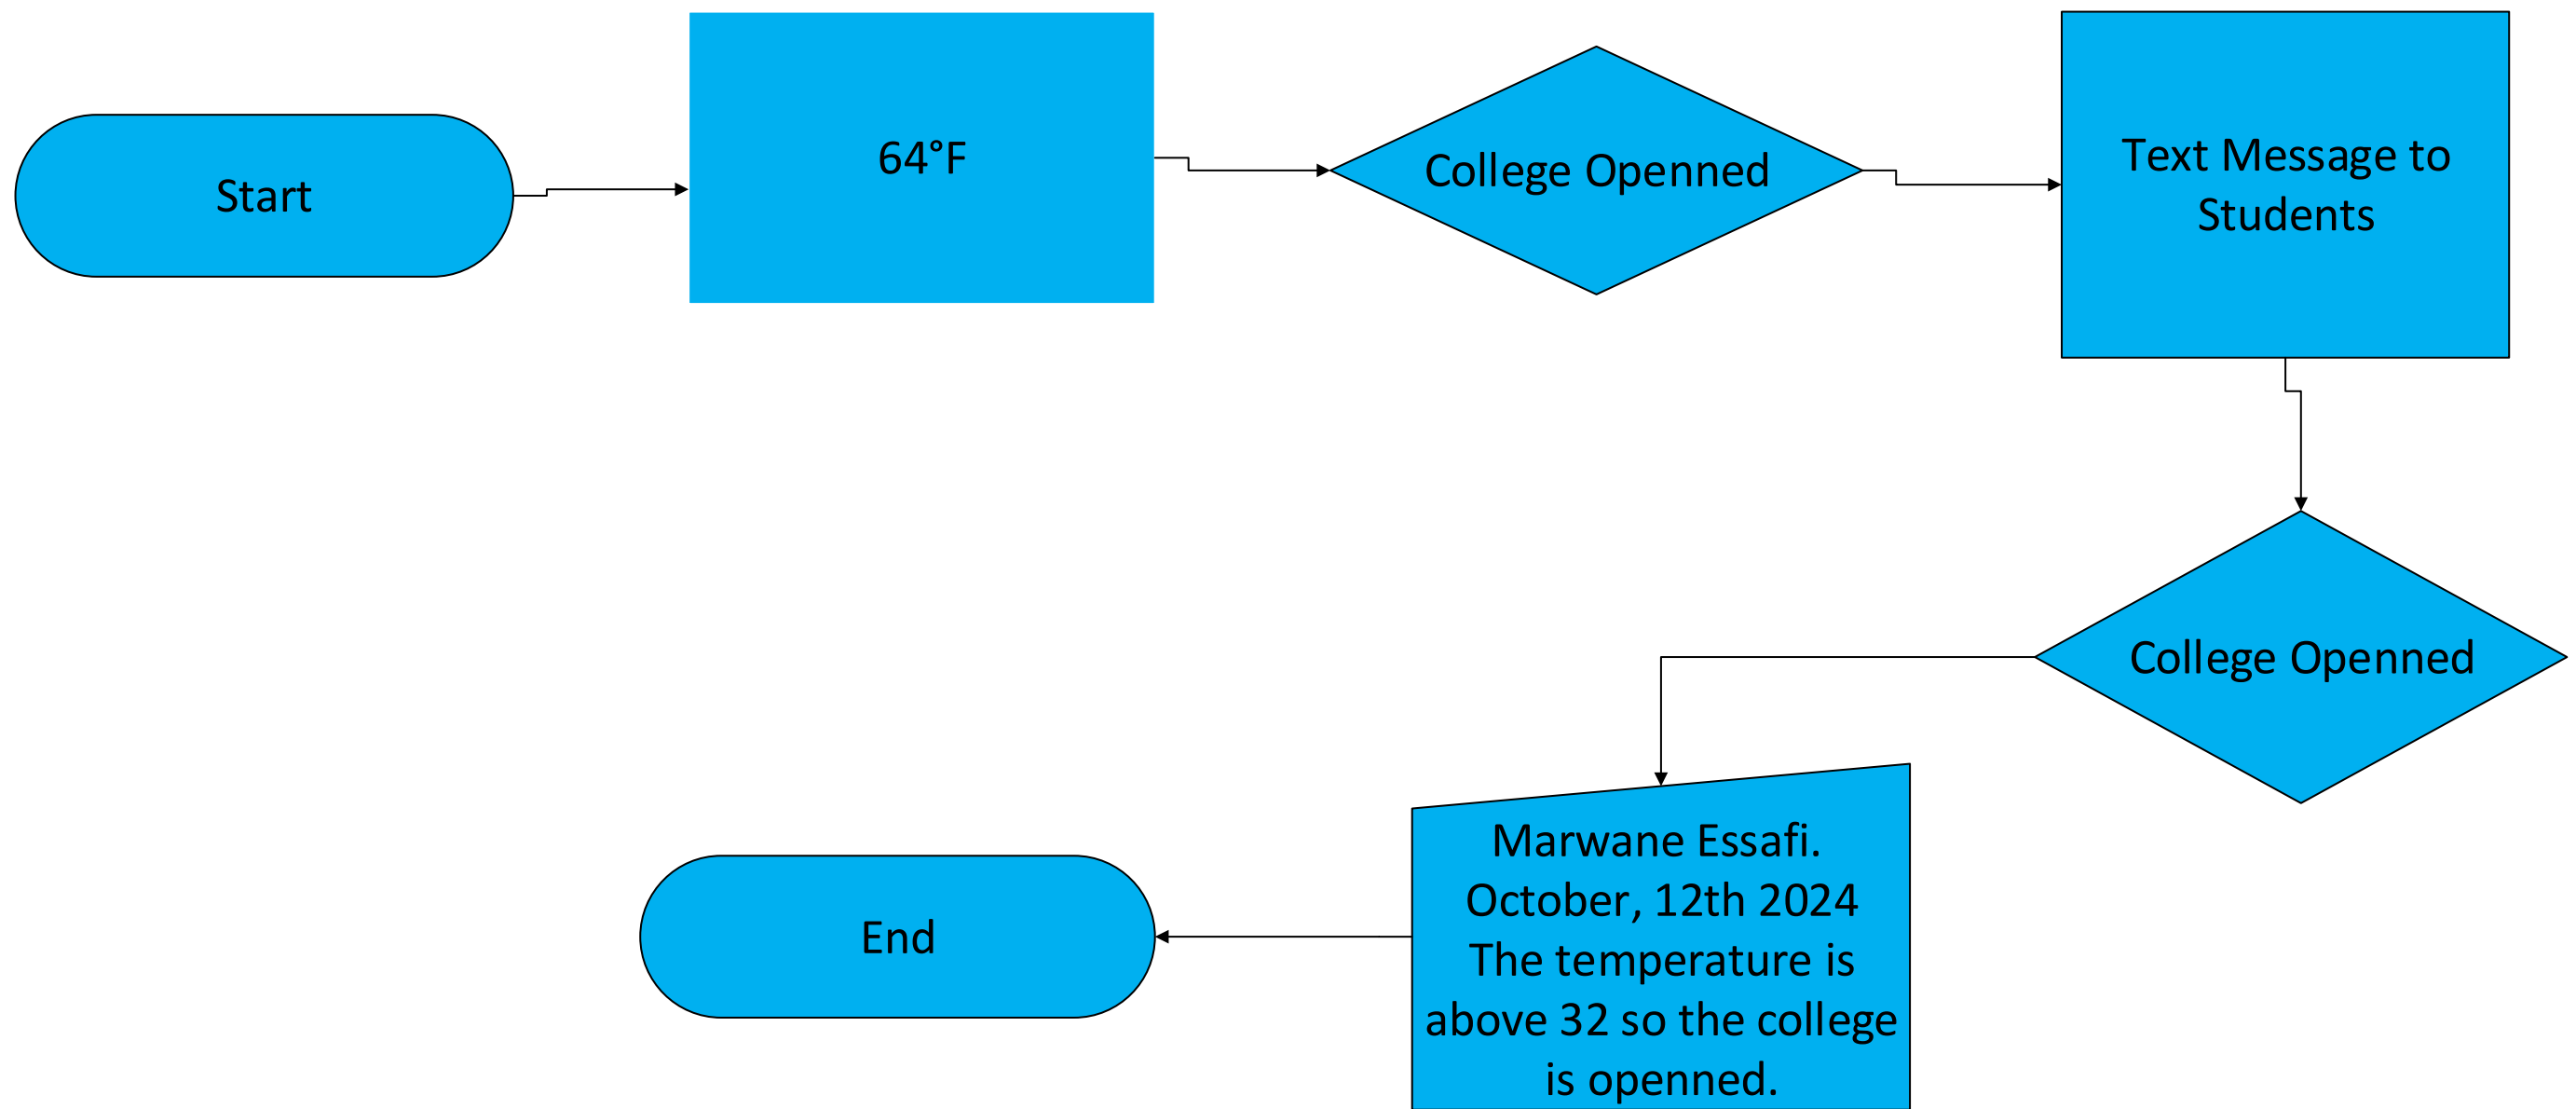 Start
64°F
College Openned
Text Message to
Students
College Openned
Marwane Essafi.
October, 12th 2024
The temperature is
above 32 so the college
is openned.
End